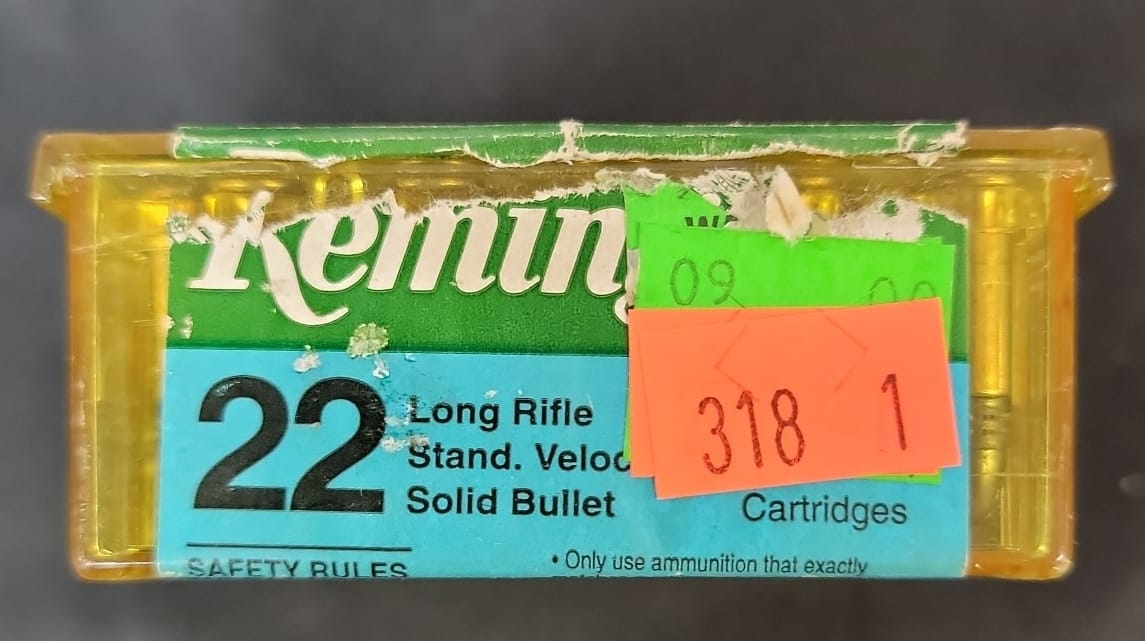 Reming
09
318 1
22
Long Rifle
Stand. Veloc
Solid Bullet
Cartridges
SAFETY RULES
• Only use ammunition that exactly